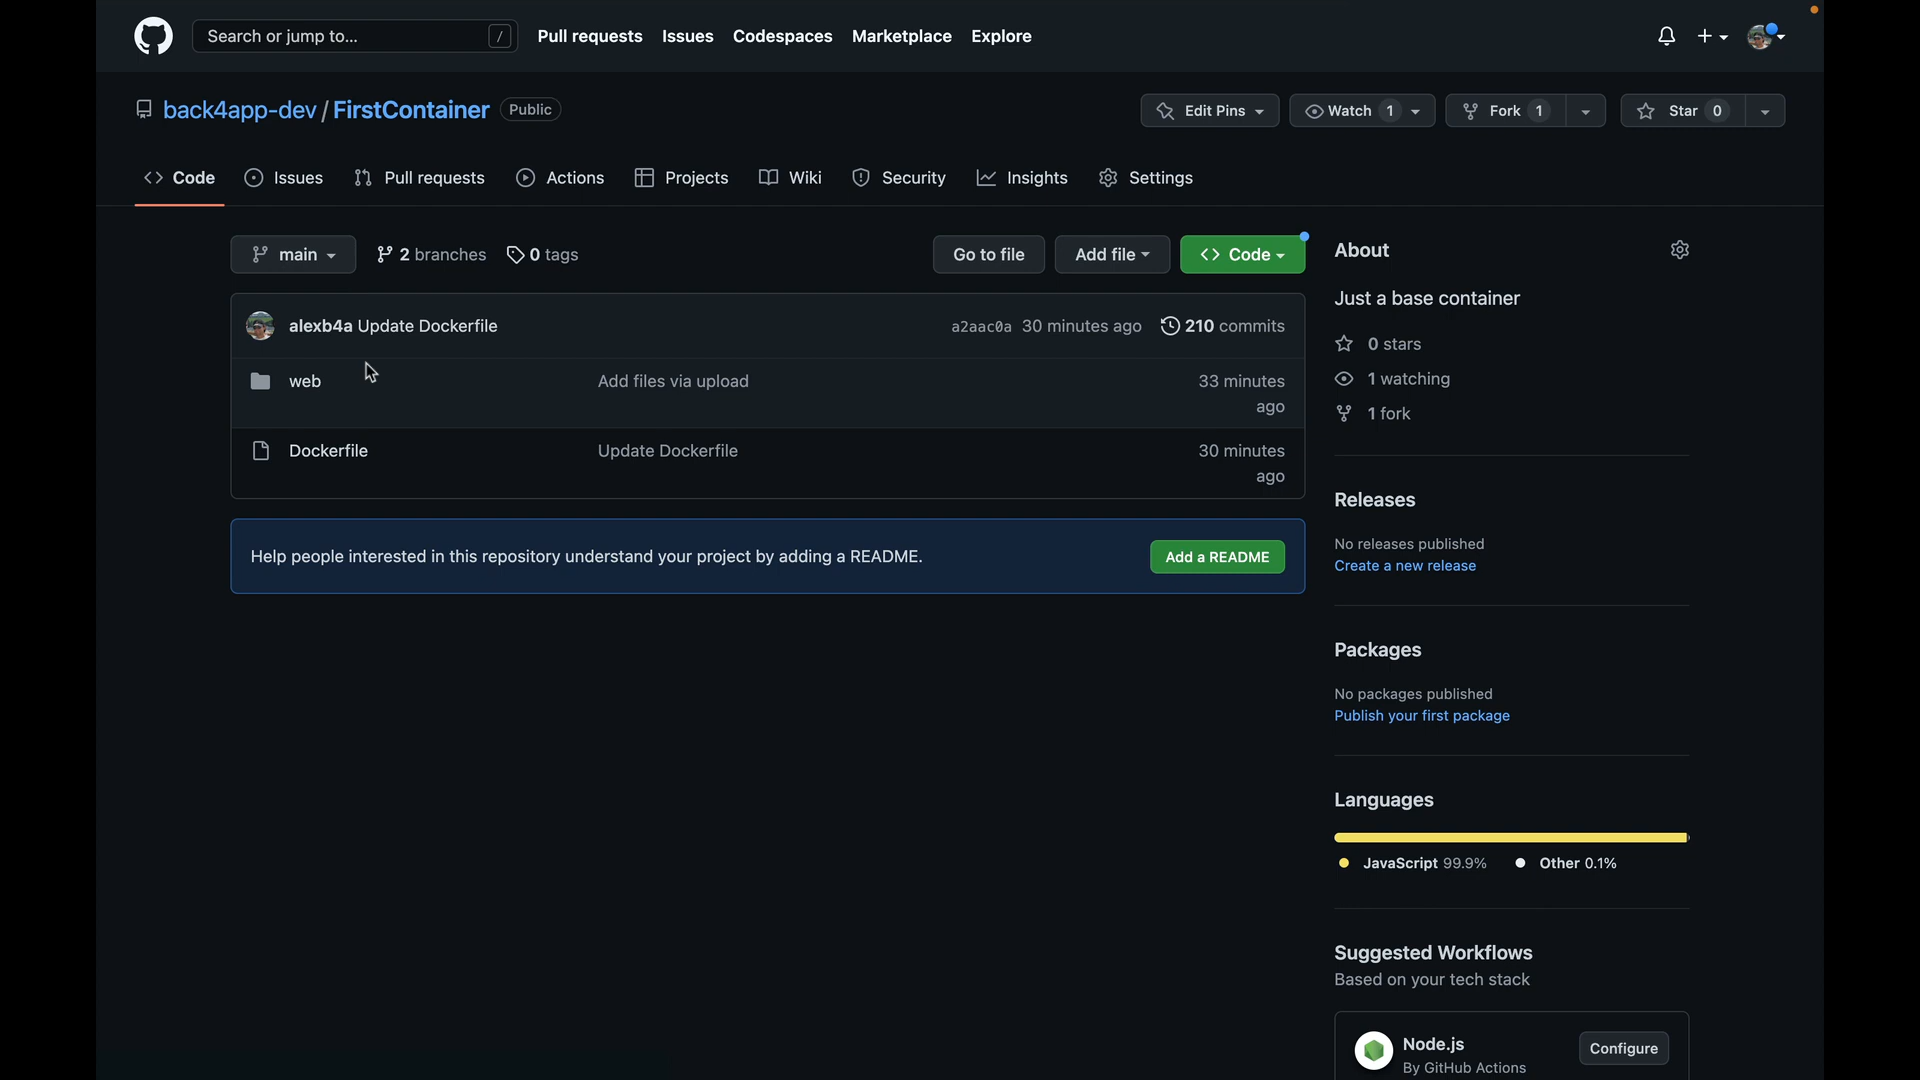 Search or jump to... /
Pull requests Issues Codespaces Marketplace Explore
back4app-dev / FirstContainer Public
Edit Pins Watch 1 Fork 1 Star 0
Code Issues Pull requests Actions Projects Wiki Security Insights Settings
main 2 branches 0 tags
Go to file Add file <> Code
alexb4a Update Dockerfile a2aac0a 30 minutes ago 210 commits
web Add files via upload 33 minutes
ago
Dockerfile Update Dockerfile 30 minutes
ago
Help people interested in this repository understand your project by adding a README. Add a README
About
Just a base container
0 stars
1 watching
1 fork
Releases
No releases published
Create a new release
Packages
No packages published
Publish your first package
Languages
JavaScript 99.9% Other 0.1%
Suggested Workflows
Based on your tech stack
Node.js Configure
By GitHub Actions